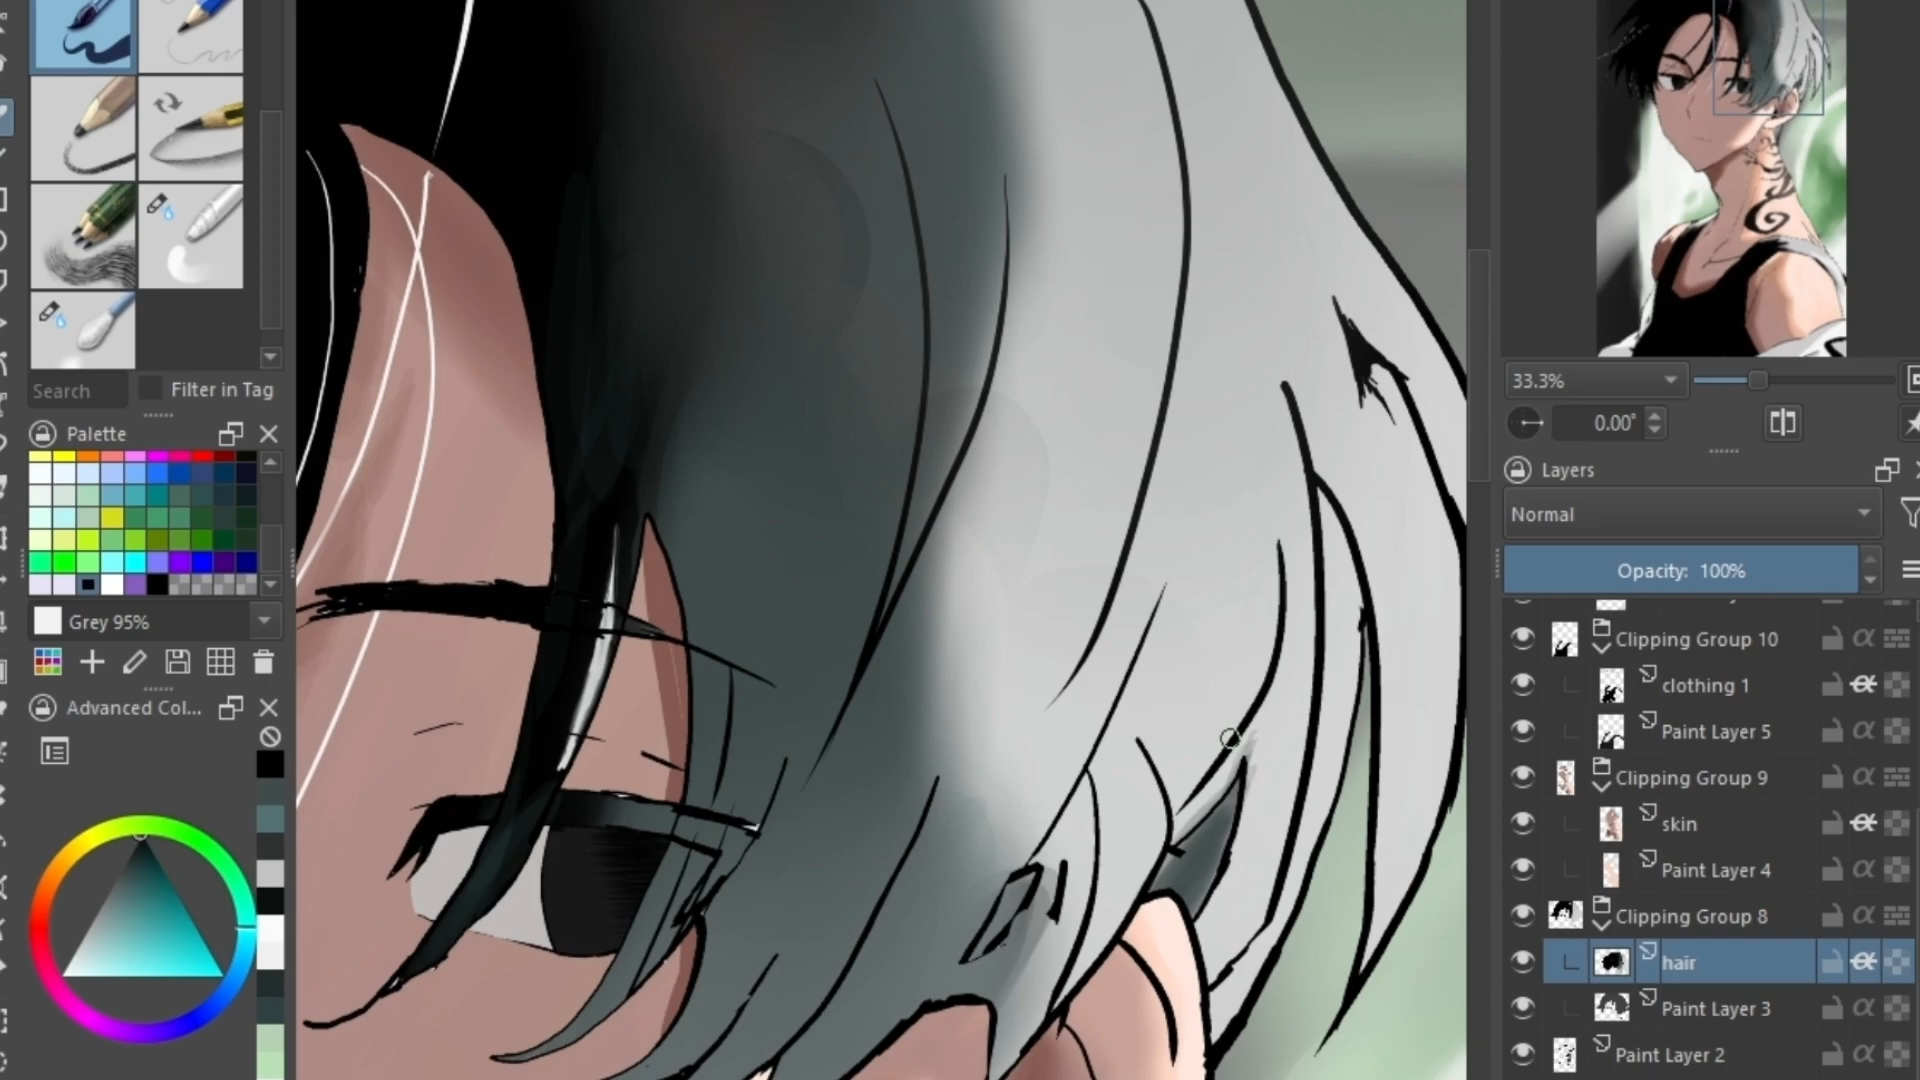 Search
Filter in Tag
Palette
Grey 95%
Advanced Col...
33.3%
0.00°
Layers
Normal
Opacity: 100%
Clipping Group 10
clothing 1
Paint Layer 5
Clipping Group 9
skin
Paint Layer 4
Clipping Group 8
hair
Paint Layer 3
Paint Layer 2